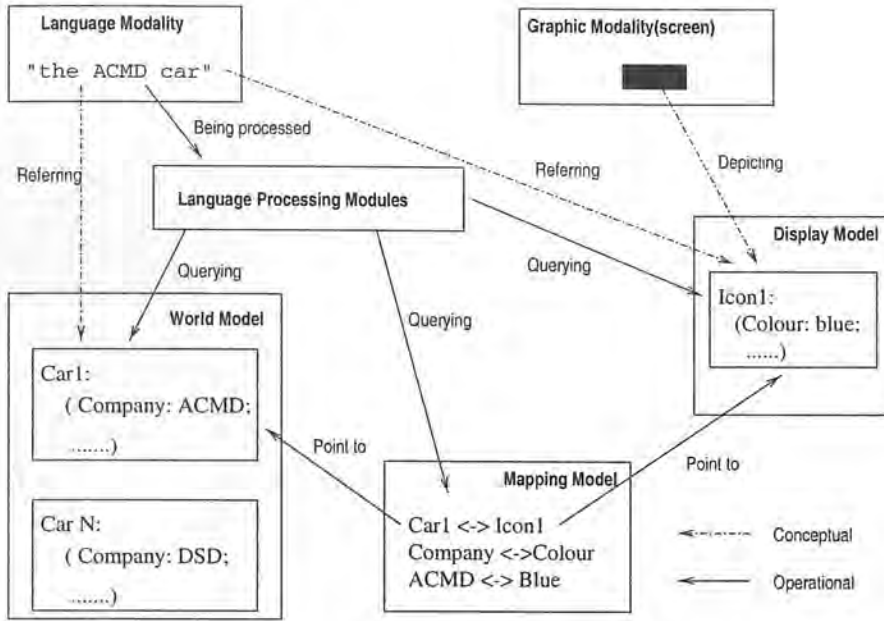 Language Modality
"the ACMD car"
Graphic Modality(screen)
Being processed
Referring
Referring
Depicting
Language Processing Modules
Querying
Querying
Querying
Display Model
Icon1:
(Colour: blue;
......)
World Model
Car1:
( Company: ACMD;
.......)
Point to
Point to
Mapping Model
Car1 <-> Icon1
Company <->Colour
ACMD <-> Blue
Car N:
( Company: DSD;
.......)
Conceptual
Operational